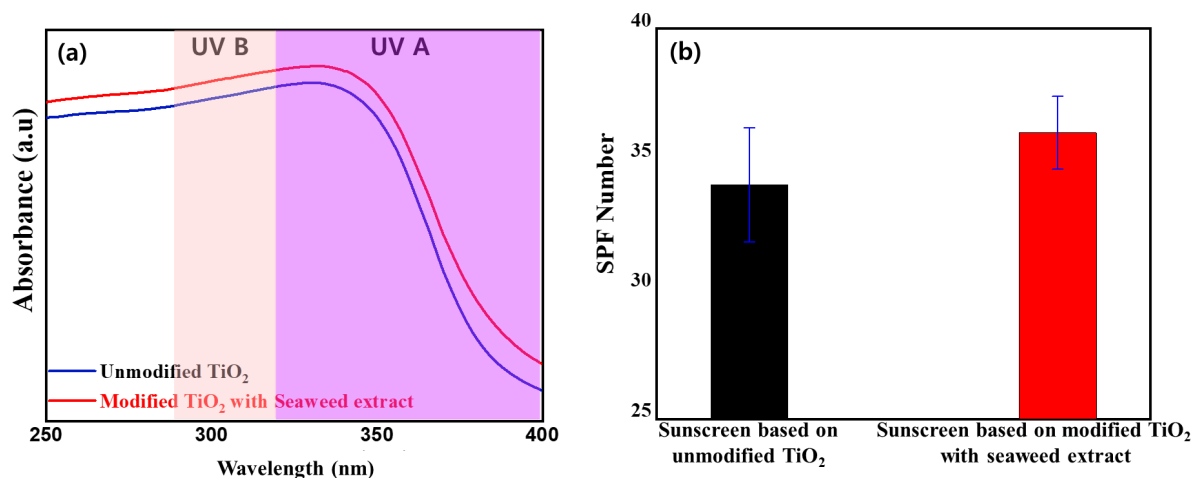 (a)
UV B
UV A
Absorbance (a.u)
Unmodified TiO₂
Modified TiO₂ with Seaweed extract
250
300
350
400
Wavelength (nm)
(b)
SPF Number
40
35
30
25
Sunscreen based on
unmodified TiO₂
Sunscreen based on modified TiO₂
with seaweed extract